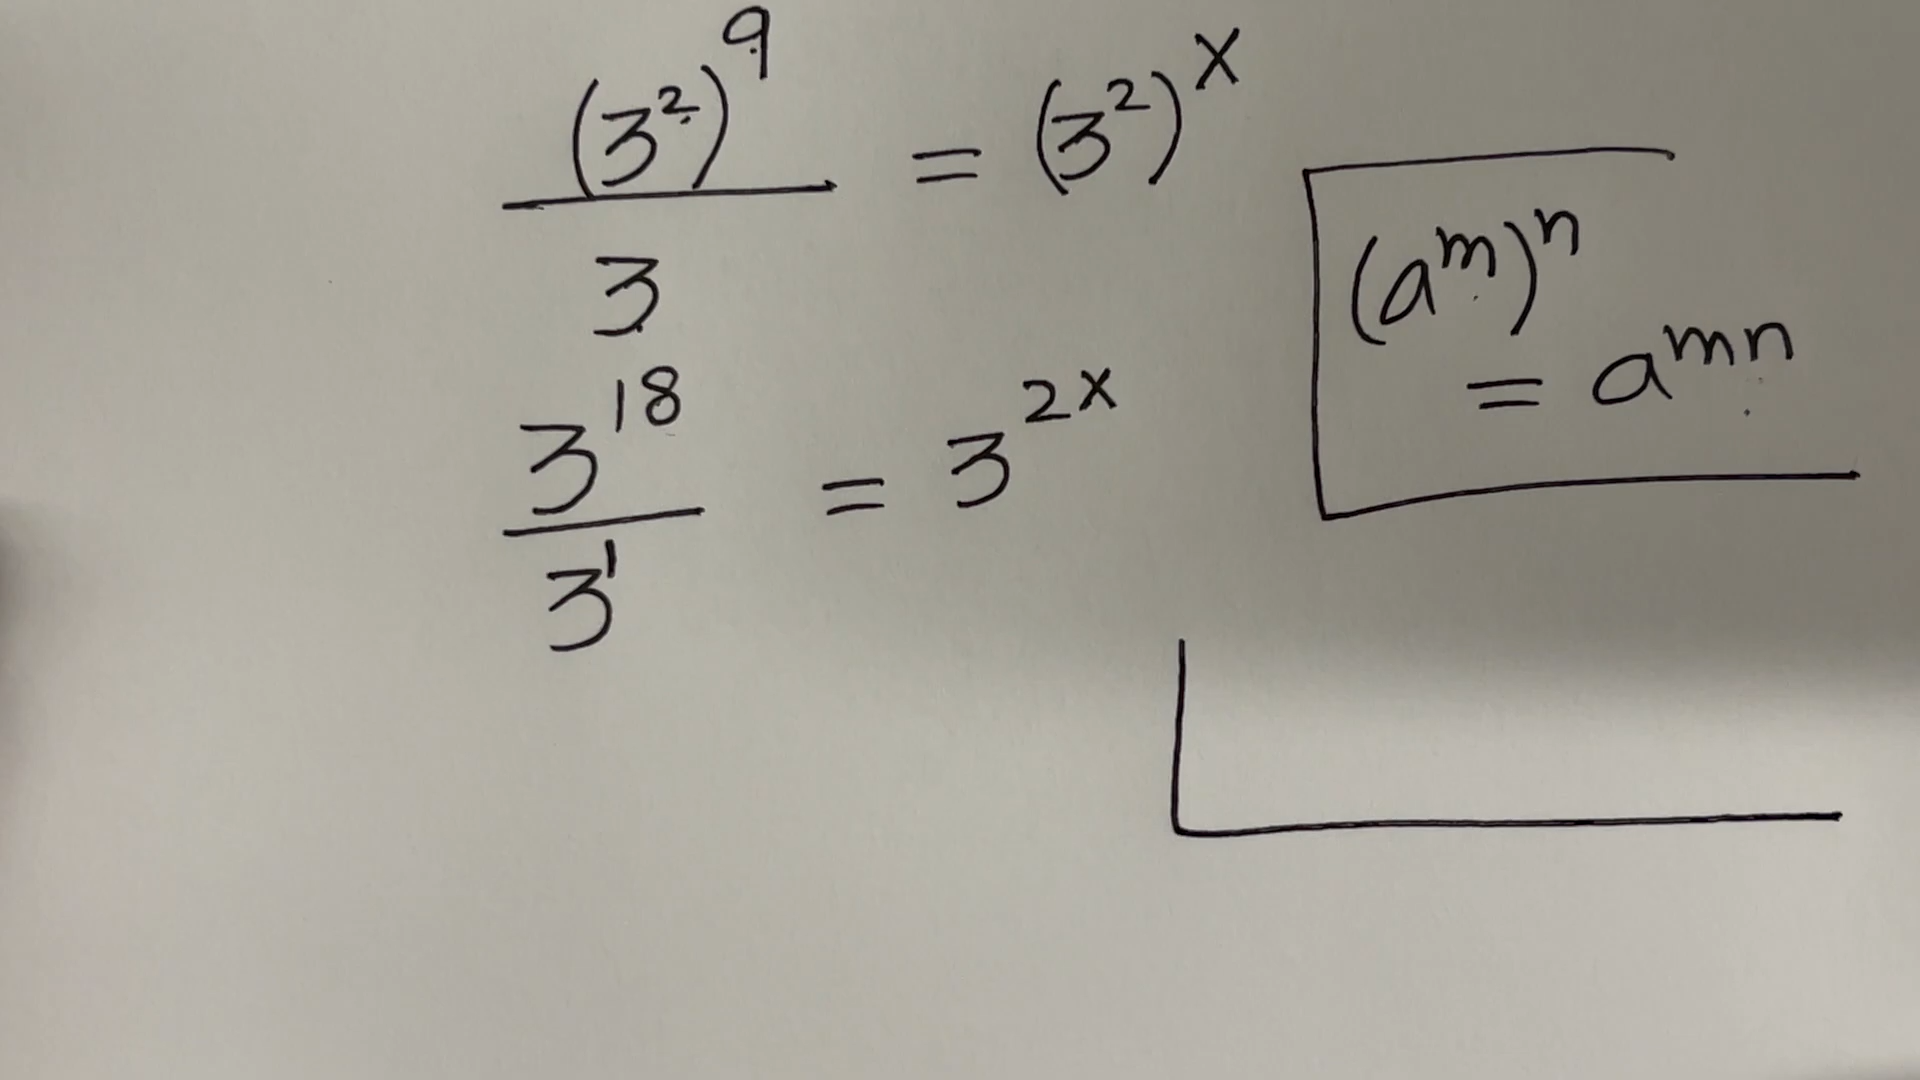 (3²)⁹ / 3 = (3²)ˣ
3¹⁸ / 3¹ = 3²ˣ
(aᵐ)ⁿ
= aᵐⁿ